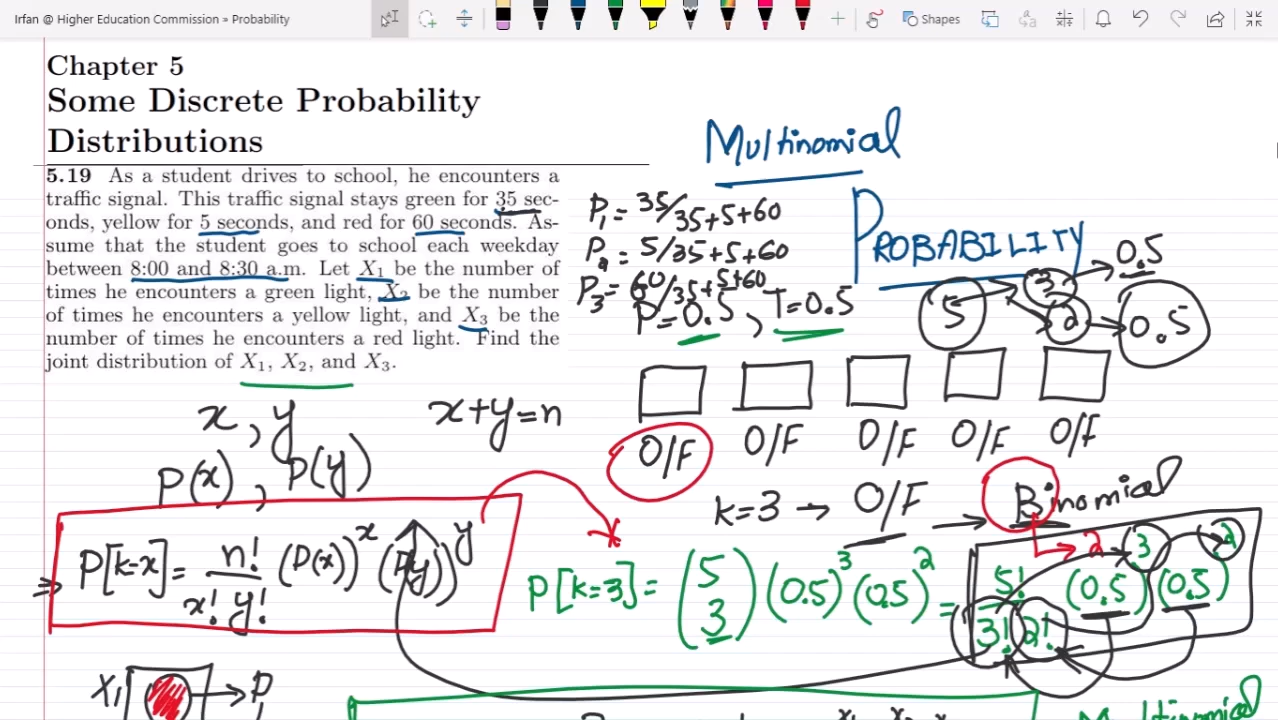 Irfan @ Higher Education Commission » Probability
Shapes
Chapter 5
Some Discrete Probability
Distributions
5.19 As a student drives to school, he encounters a
traffic signal. This traffic signal stays green for 35 sec-
onds, yellow for 5 seconds, and red for 60 seconds. As-
sume that the student goes to school each weekday
between 8:00 and 8:30 a.m. Let X₁ be the number of
times he encounters a green light, X₂ be the number
of times he encounters a yellow light, and X₃ be the
number of times he encounters a red light. Find the
joint distribution of X₁, X₂, and X₃.
Multinomial
PROBABILITY
P₁ = 35/35+5+60
P₂ = 5/35+5+60
P₃ = 60/35+5+60
P=0.5, T=0.5
5 3 0.5
2 0.5
O/F O/F O/F O/F O/F
k=3 → O/F → Binomial
x, y x+y=n
P(x), P(y)
⇒ P[k=x] = n!/x! y! (P(x))ˣ (P(y))ʸ
P[k=3] = (5 3) (0.5)³ (0.5)² = 5!/3! 2! (0.5)³ (0.5)²
2
X₁ → P₁